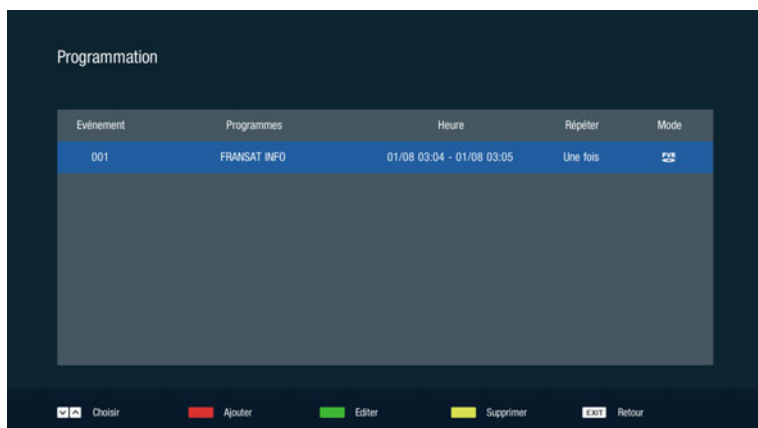 Programmation
Evénement Programmes Heure Répéter Mode
001 FRANSAT INFO 01/08 03:04 - 01/08 03:05 Une fois PVR
Choisir Ajouter Editer Supprimer EXIT Retour